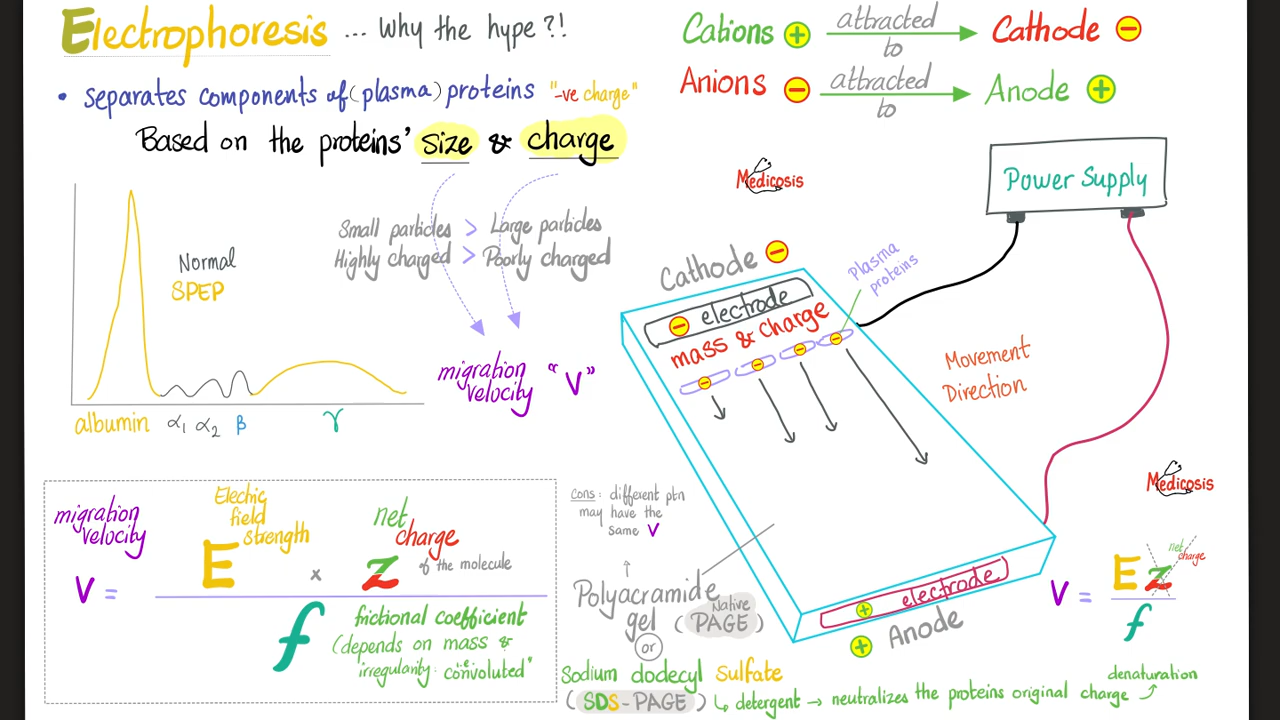 Electrophoresis ... Why the hype?!
• separates components of (plasma) proteins "-ve charge"
Based on the proteins' size & charge
Small particles > Large particles
Highly charged > Poorly charged
migration velocity "V"
Normal
SPEP
albumin α1 α2 β γ
Cations + attracted to Cathode -
Anions - attracted to Anode +
Medicosis
Power Supply
Cathode -
- electrode
mass & charge
Plasma
proteins
Movement
Direction
Medicosis
+ electrode
+ Anode
migration
velocity
V =
Electric
field
strength
E
x
net
charge
Z
of the molecule
f
frictional coefficient
(depends on mass &
irregularity: "convoluted"
Cons: different ptn
may have the
same V
↑
Polyacramide
gel (Native PAGE)
or
Sodium dodecyl Sulfate
(SDS-PAGE) ↳ detergent → neutralizes the proteins original charge
denaturation
V = E Z
net
charge
f